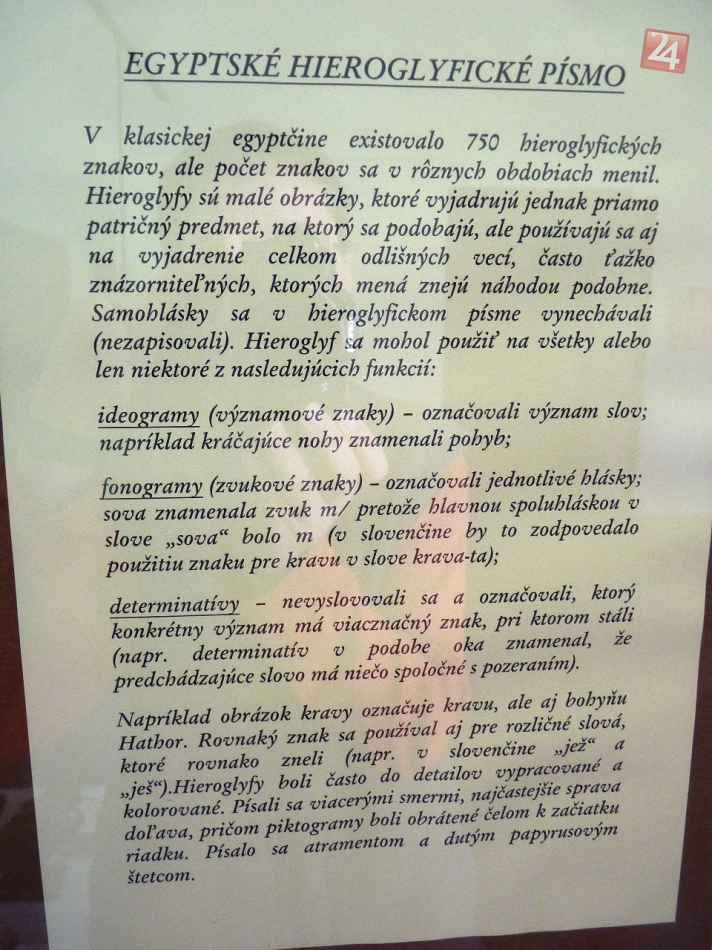 24
EGYPTSKÉ HIEROGLYFICKÉ PÍSMO
V klasickej egyptčine existovalo 750 hieroglyfických
znakov, ale počet znakov sa v rôznych obdobiach menil.
Hieroglyfy sú malé obrázky, ktoré vyjadrujú jednak priamo
patričný predmet, na ktorý sa podobajú, ale používajú sa aj
na vyjadrenie celkom odlišných vecí, často ťažko
znázorniteľných, ktorých mená znejú náhodou podobne.
Samohlásky sa v hieroglyfickom písme vynechávali
(nezapisovali). Hieroglyf sa mohol použiť na všetky alebo
len niektoré z nasledujúcich funkcií:
ideogramy (významové znaky) – označovali význam slov;
napríklad kráčajúce nohy znamenali pohyb;
fonogramy (zvukové znaky) – označovali jednotlivé hlásky;
sova znamenala zvuk m/ pretože hlavnou spoluhláskou v
slove „sova“ bolo m (v slovenčine by to zodpovedalo
použitiu znaku pre kravu v slove krava-ta);
determinatívy – nevyslovovali sa a označovali, ktorý
konkrétny význam má viacznačný znak, pri ktorom stáli
(napr. determinatív v podobe oka znamenal, že
predchádzajúce slovo má niečo spoločné s pozeraním).
Napríklad obrázok kravy označuje kravu, ale aj bohyňu
Hathor. Rovnaký znak sa používal aj pre rozličné slová,
ktoré rovnako zneli (napr. v slovenčine „jež“ a
„ješ“).Hieroglyfy boli často do detailov vypracované a
kolorované. Písali sa viacerými smermi, najčastejšie sprava
doľava, pričom piktogramy boli obrátené čelom k začiatku
riadku. Písalo sa atramentom a dutým papyrusovým
štetcom.